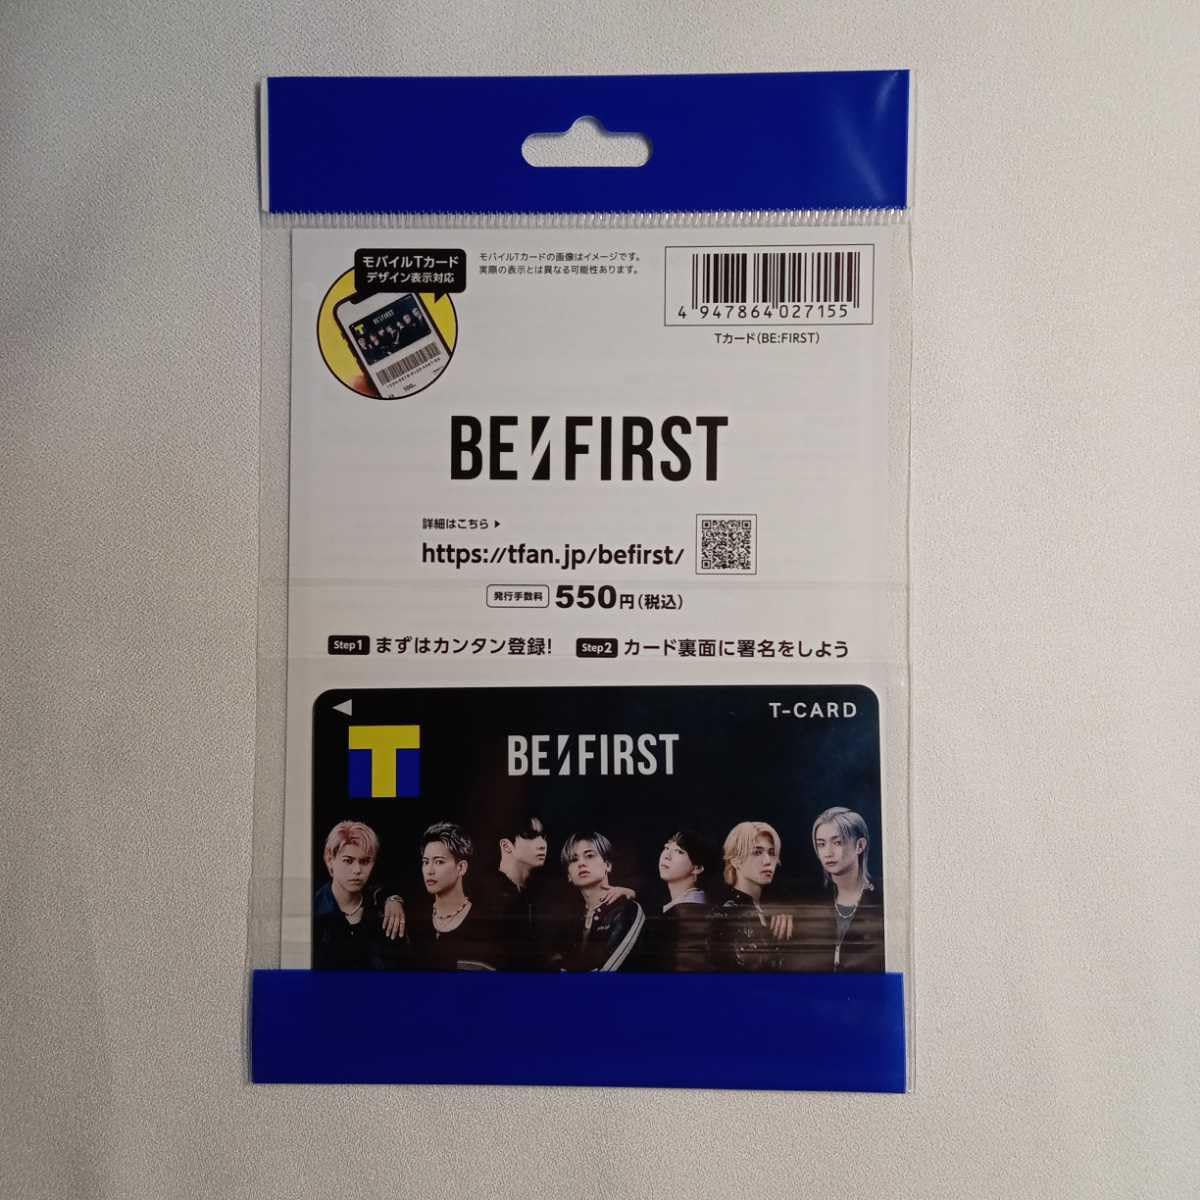 モバイルTカード
デザイン表示対応
モバイルTカードの画像はイメージです。
実際の表示とは異なる可能性あります。
4 947864 027155
Tカード(BE:FIRST)
BE:FIRST
BE:FIRST
詳細はこちら ▶
https://tfan.jp/befirst/
発行手数料 550円(税込)
Step1 まずはカンタン登録! Step2 カード裏面に署名をしよう
T-CARD
T
BE:FIRST